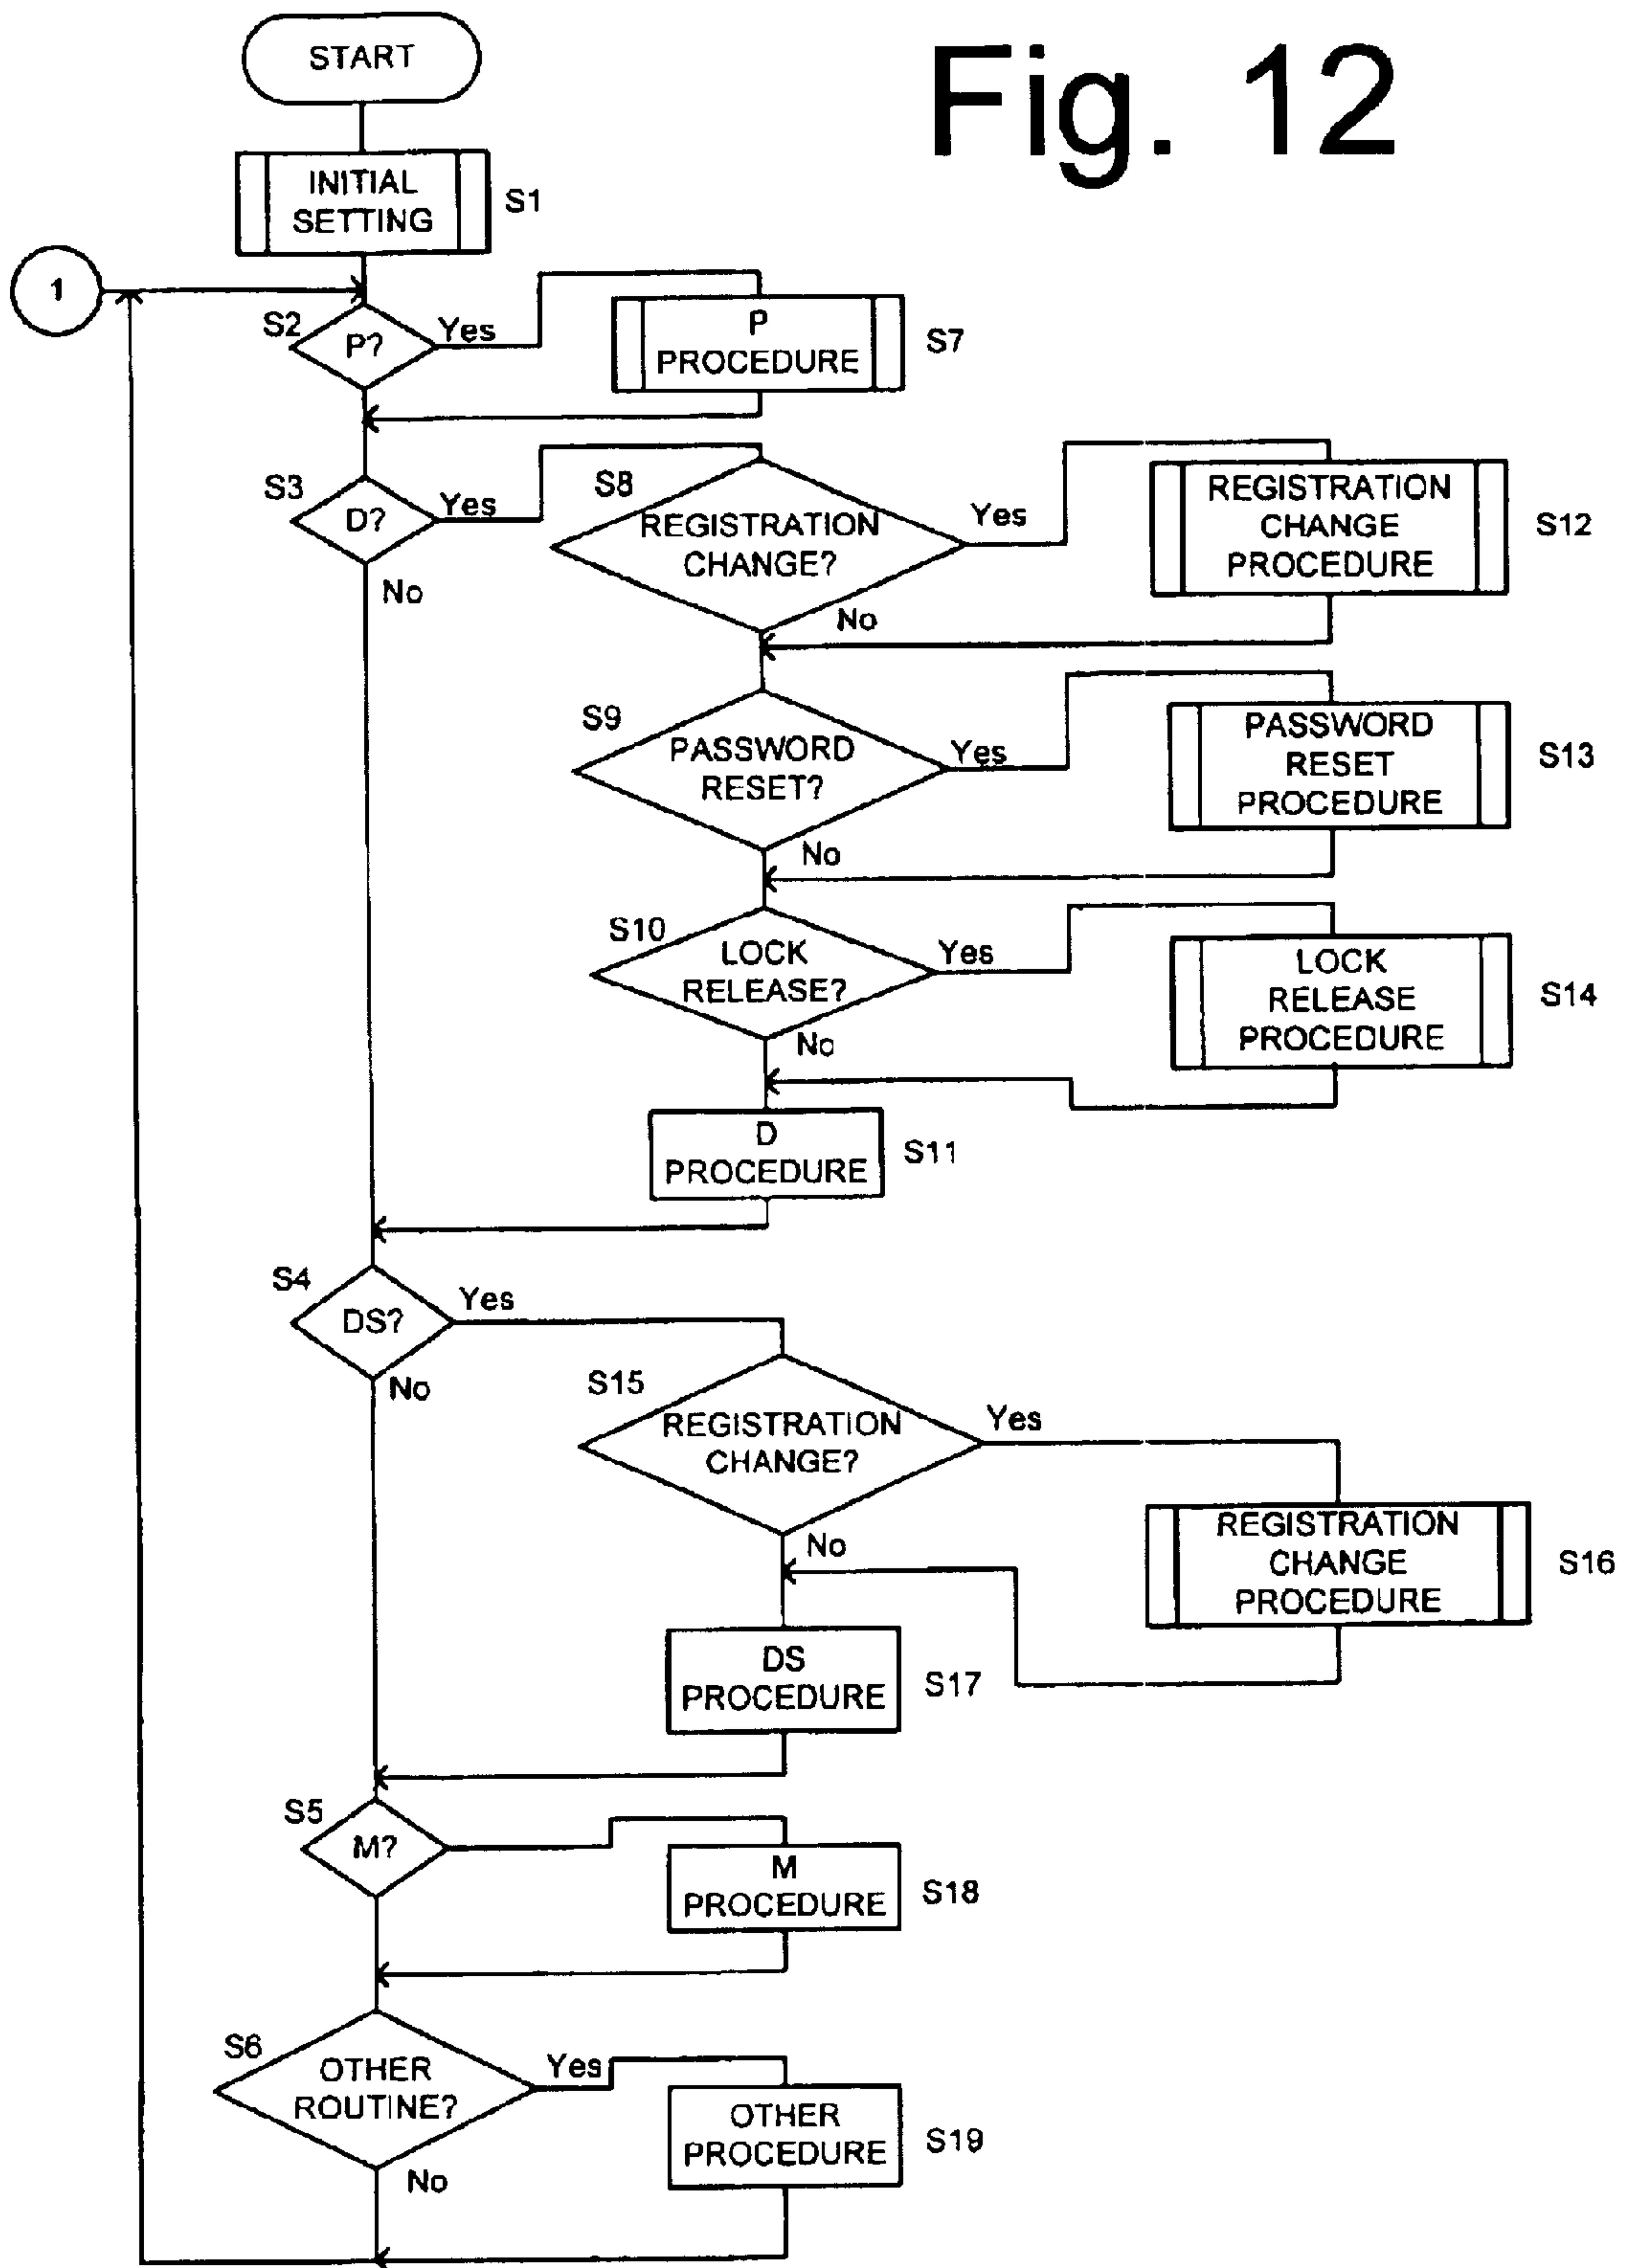 Fig. 12
START
INITIAL
SETTING
S1
1
S2
P?
Yes
P
PROCEDURE
S7
S3
D?
Yes
No
S8
REGISTRATION
CHANGE?
Yes
No
REGISTRATION
CHANGE
PROCEDURE
S12
S9
PASSWORD
RESET?
Yes
No
PASSWORD
RESET
PROCEDURE
S13
S10
LOCK
RELEASE?
Yes
No
LOCK
RELEASE
PROCEDURE
S14
D
PROCEDURE
S11
S4
DS?
Yes
No
S15
REGISTRATION
CHANGE?
Yes
No
REGISTRATION
CHANGE
PROCEDURE
S16
DS
PROCEDURE
S17
S5
M?
M
PROCEDURE
S18
S6
OTHER
ROUTINE?
Yes
No
OTHER
PROCEDURE
S19